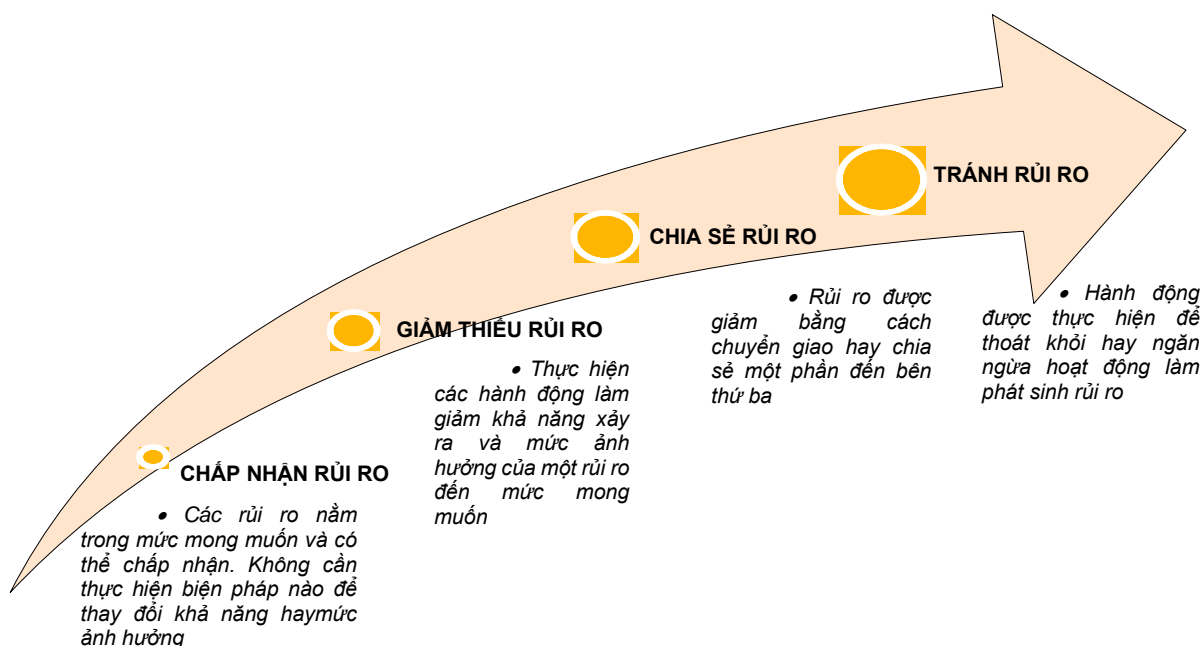 CHẤP NHẬN RỦI RO
• Các rủi ro nằm
trong mức mong muốn và có
thể chấp nhận. Không cần
thực hiện biện pháp nào để
thay đổi khả năng haymức
ảnh hưởng
GIẢM THIỂU RỦI RO
• Thực hiện
các hành động làm
giảm khả năng xảy
ra và mức ảnh
hưởng của một rủi ro
đến mức mong
muốn
CHIA SẺ RỦI RO
• Rủi ro được
giảm bằng cách
chuyển giao hay chia
sẻ một phần đến bên
thứ ba
TRÁNH RỦI RO
• Hành động
được thực hiện để
thoát khỏi hay ngăn
ngừa hoạt động làm
phát sinh rủi ro